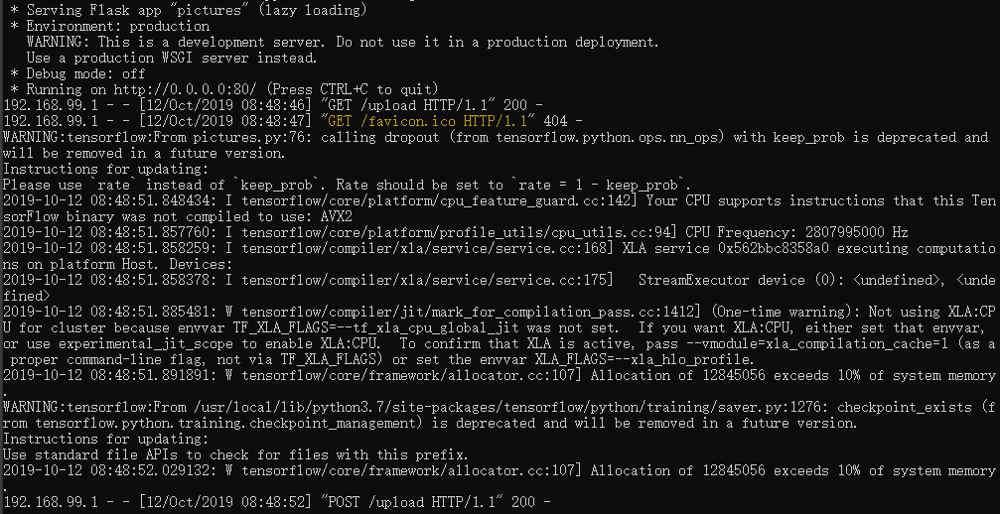 * Serving Flask app "pictures" (lazy loading)
* Environment: production
WARNING: This is a development server. Do not use it in a production deployment.
Use a production WSGI server instead.
* Debug mode: off
* Running on http://0.0.0.0:80/ (Press CTRL+C to quit)
192.168.99.1 - - [12/Oct/2019 08:48:46] "GET /upload HTTP/1.1" 200 -
192.168.99.1 - - [12/Oct/2019 08:48:47] "GET /favicon.ico HTTP/1.1" 404 -
WARNING:tensorflow:From pictures.py:76: calling dropout (from tensorflow.python.ops.nn_ops) with keep_prob is deprecated and
will be removed in a future version.
Instructions for updating:
Please use `rate` instead of `keep_prob`. Rate should be set to `rate = 1 - keep_prob`.
2019-10-12 08:48:51.848434: I tensorflow/core/platform/cpu_feature_guard.cc:142] Your CPU supports instructions that this Ten
sorFlow binary was not compiled to use: AVX2
2019-10-12 08:48:51.857760: I tensorflow/core/platform/profile_utils/cpu_utils.cc:94] CPU Frequency: 2807995000 Hz
2019-10-12 08:48:51.858259: I tensorflow/compiler/xla/service/service.cc:168] XLA service 0x562bbc8358a0 executing computatio
ns on platform Host. Devices:
2019-10-12 08:48:51.858378: I tensorflow/compiler/xla/service/service.cc:175]   StreamExecutor device (0): <undefined>, <unde
fined>
2019-10-12 08:48:51.885481: W tensorflow/compiler/jit/mark_for_compilation_pass.cc:1412] (One-time warning): Not using XLA:CP
U for cluster because envvar TF_XLA_FLAGS=--tf_xla_cpu_global_jit was not set.  If you want XLA:CPU, either set that envvar,
or use experimental_jit_scope to enable XLA:CPU.  To confirm that XLA is active, pass --vmodule=xla_compilation_cache=1 (as a
proper command-line flag, not via TF_XLA_FLAGS) or set the envvar XLA_FLAGS=--xla_hlo_profile.
2019-10-12 08:48:51.891891: W tensorflow/core/framework/allocator.cc:107] Allocation of 12845056 exceeds 10% of system memory
.
WARNING:tensorflow:From /usr/local/lib/python3.7/site-packages/tensorflow/python/training/saver.py:1276: checkpoint_exists (f
rom tensorflow.python.training.checkpoint_management) is deprecated and will be removed in a future version.
Instructions for updating:
Use standard file APIs to check for files with this prefix.
2019-10-12 08:48:52.029132: W tensorflow/core/framework/allocator.cc:107] Allocation of 12845056 exceeds 10% of system memory
.
192.168.99.1 - - [12/Oct/2019 08:48:52] "POST /upload HTTP/1.1" 200 -